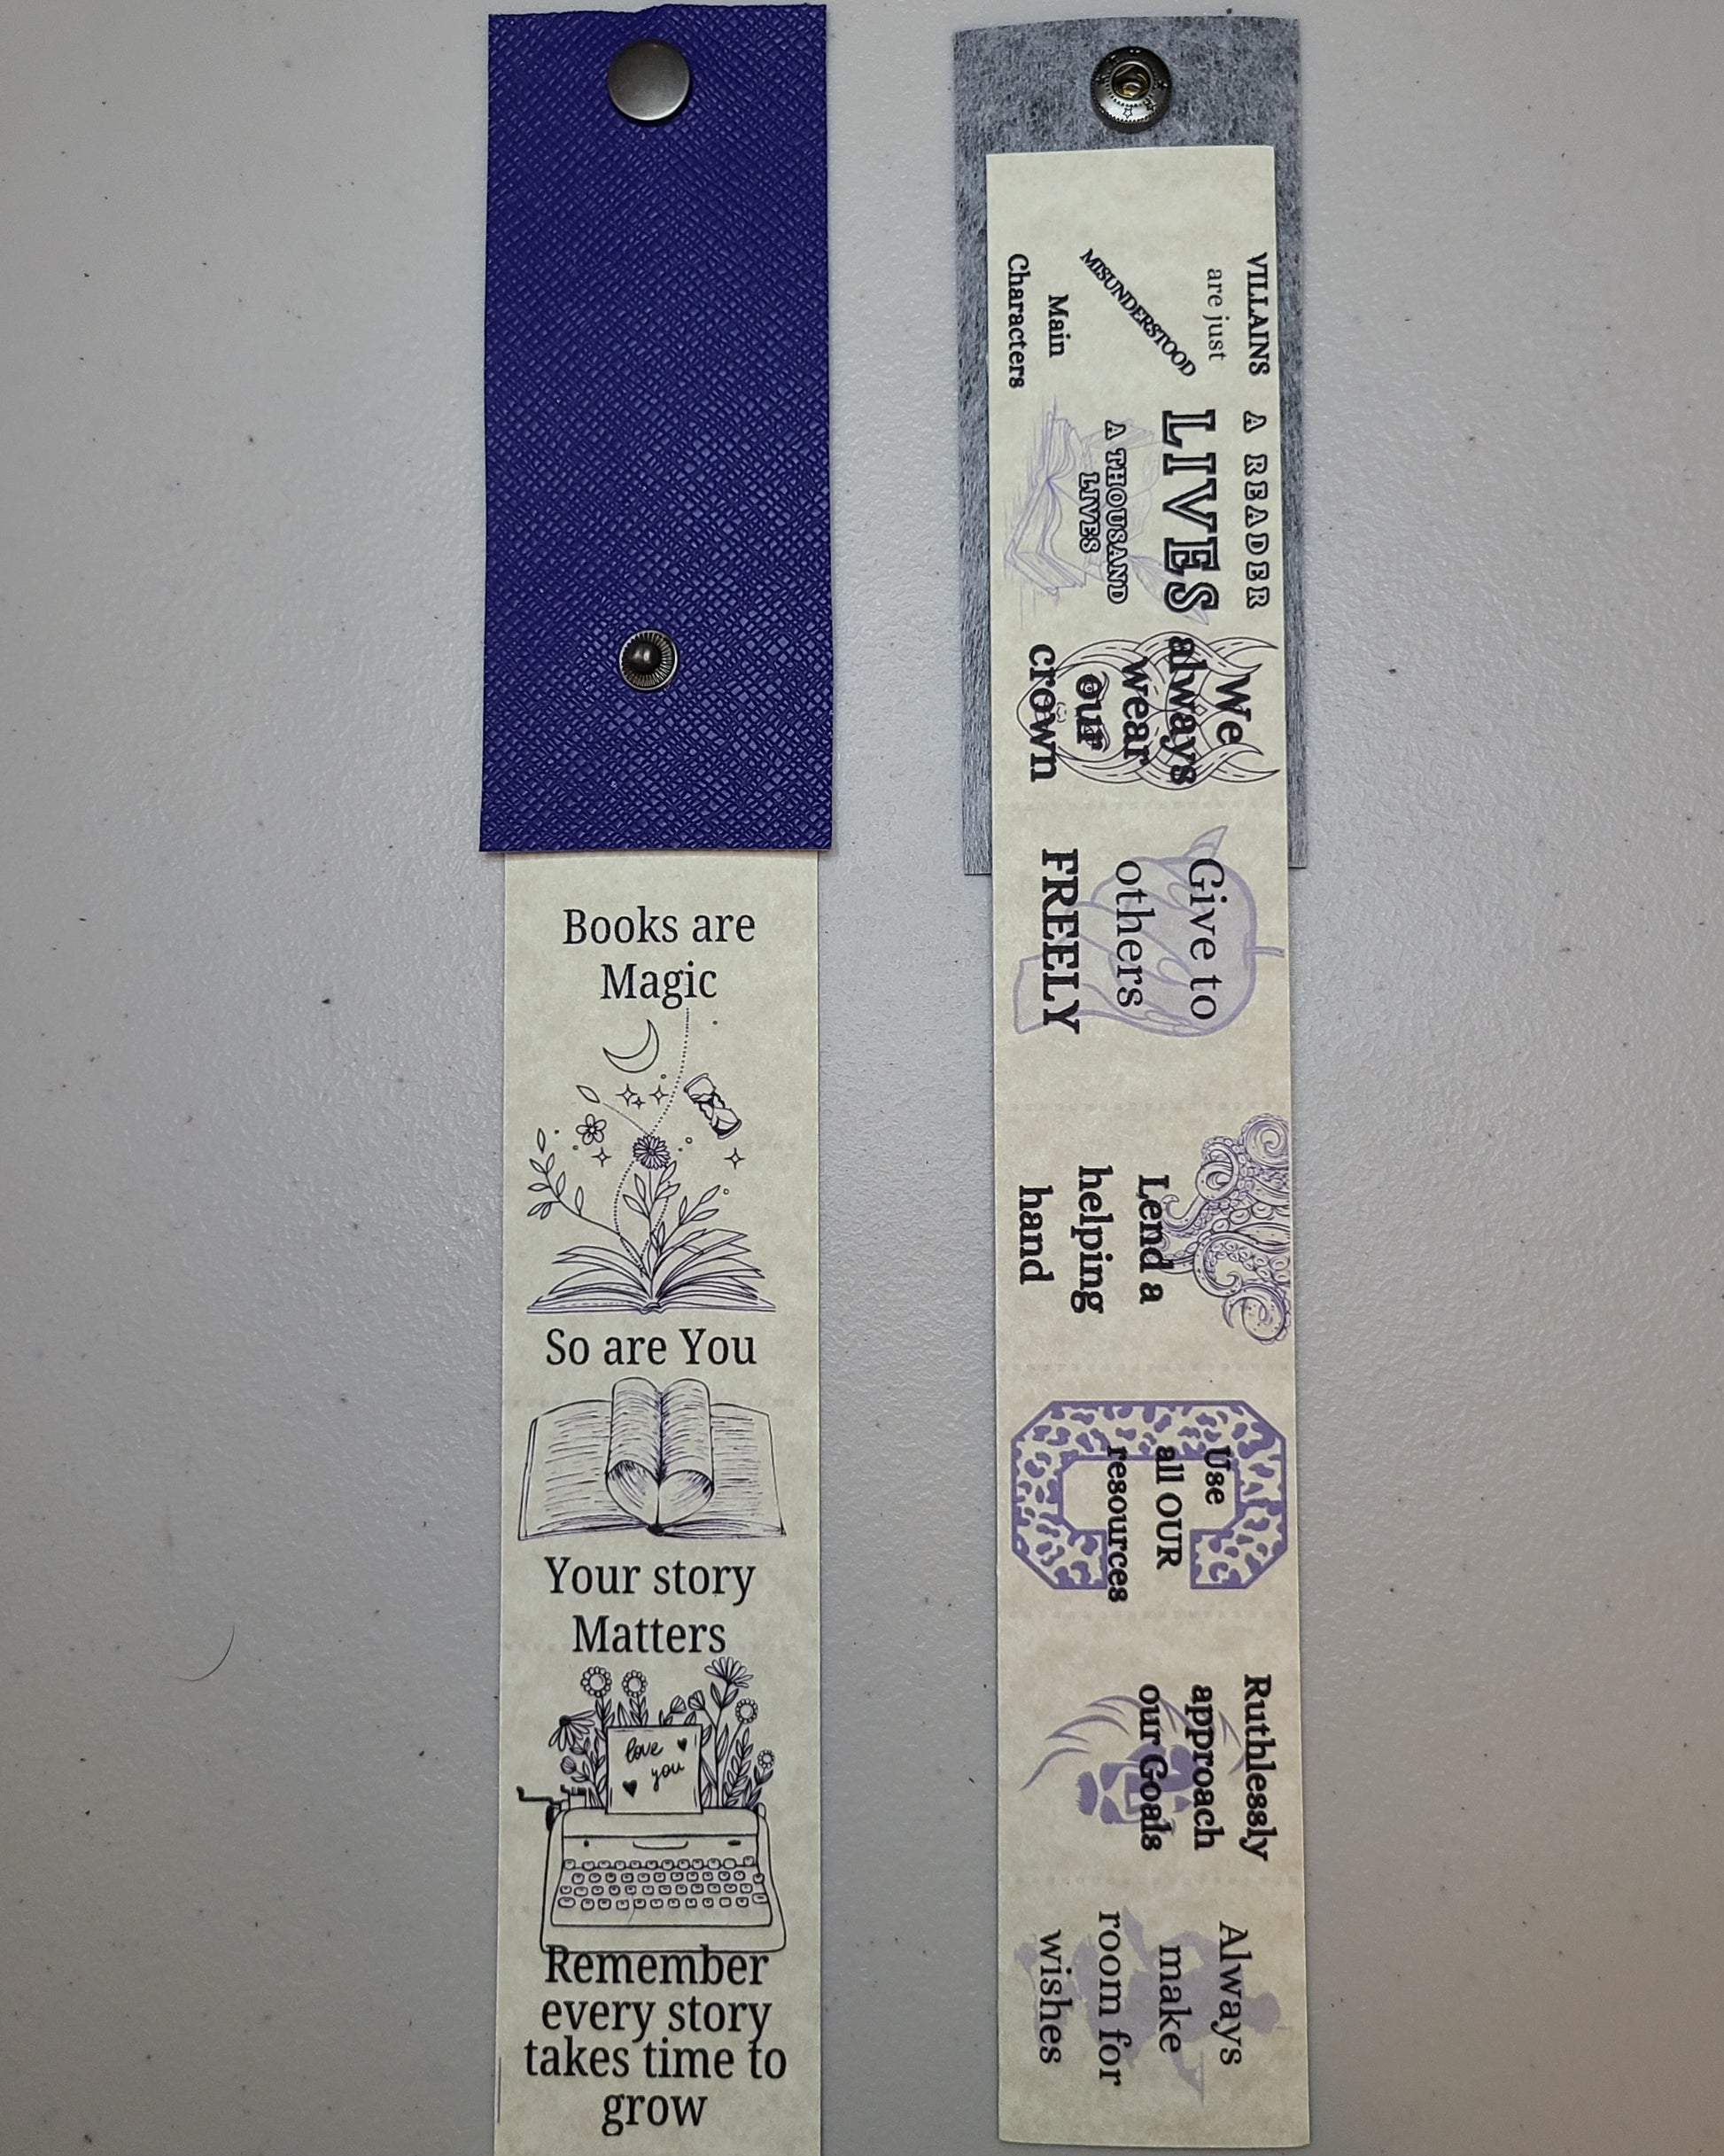 Books are
Magic
So are You
Your story
Matters
love
you
Remember
every story
takes time to
grow
VILLAINS
are just
MISUNDERSTOOD
Main
Characters
A READER
LIVES
A THOUSAND
LIVES
We
always
wear
our
crown
Give to
others
FREELY
Lend a
helping
hand
Use
all OUR
resources
Ruthlessly
approach
our Goals
Always
make
room for
wishes